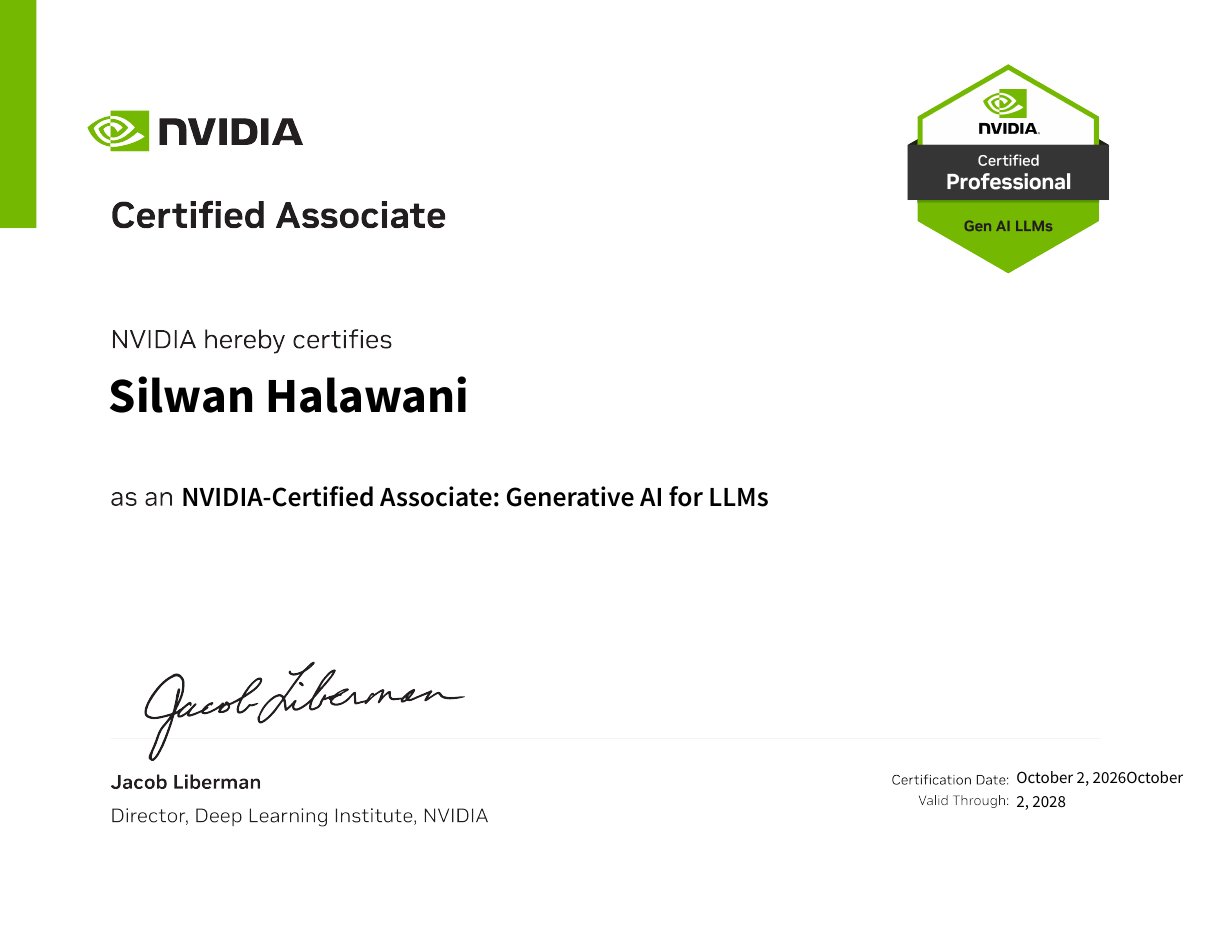 NVIDIA
Certified Associate
NVIDIA.
Certified
Professional
Gen AI LLMs
NVIDIA hereby certifies
Silwan Halawani
as an NVIDIA-Certified Associate: Generative AI for LLMs
Jacob Liberman
Jacob Liberman
Director, Deep Learning Institute, NVIDIA
Certification Date: October 2, 2026October
Valid Through: 2, 2028